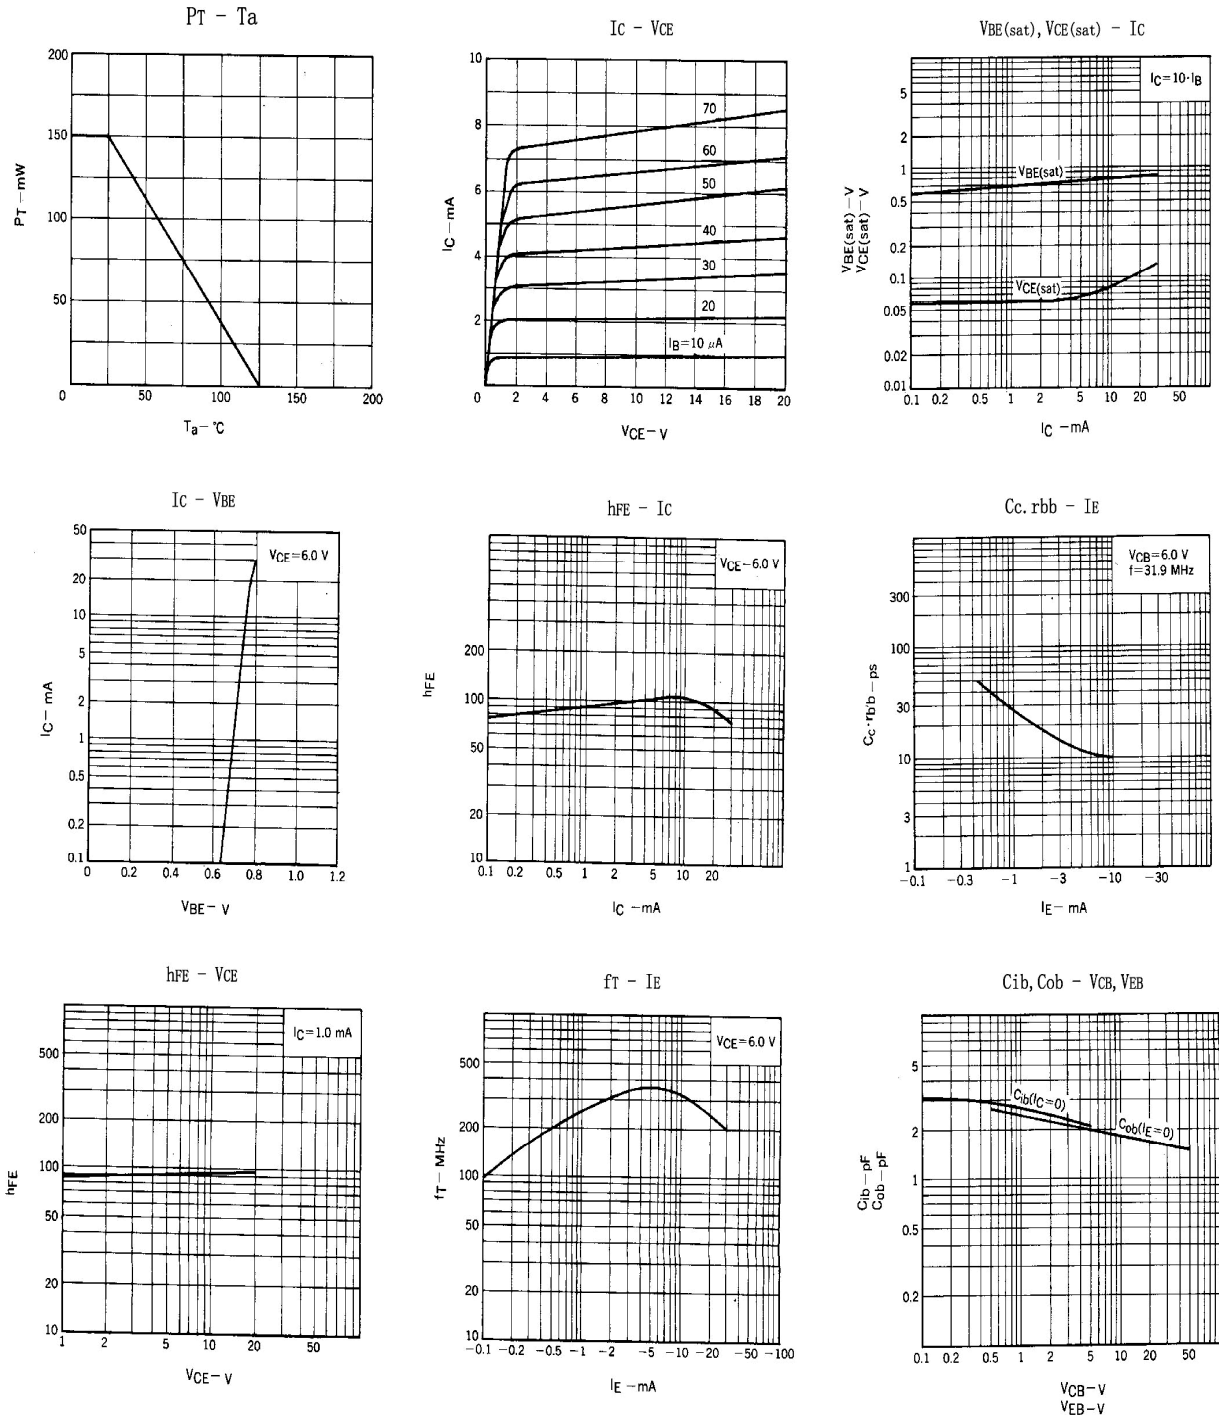 PT - Ta
200
150
100
50
0 50 100 150 200
PT - mW
Ta - °C
IC - VCE
10
8
6
4
2
0 2 4 6 8 10 12 14 16 18 20
IC - mA
VCE - V
70
60
50
40
30
20
IB=10 μA
VBE(sat), VCE(sat) - IC
IC=10·IB
5
2
1
0.5
0.2
0.1
0.05
0.02
0.01
0.1 0.2 0.5 1 2 5 10 20 50
VBE(sat) - V
VCE(sat) - V
IC - mA
VBE(sat)
VCE(sat)
IC - VBE
VCE=6.0 V
50
20
10
5
2
1
0.5
0.2
0.1
0 0.2 0.4 0.6 0.8 1.0 1.2
IC - mA
VBE - V
hFE - IC
VCE-6.0 V
200
100
50
20
10
0.1 0.2 0.5 1 2 5 10 20
hFE
IC - mA
Cc.rbb - IE
VCB=6.0 V
f=31.9 MHz
300
100
30
10
3
1
-0.1 -0.3 -1 -3 -10 -30
Cc·rb'b - ps
IE - mA
hFE - VCE
IC=1.0 mA
500
200
100
50
20
10
1 2 5 10 20 50
hFE
VCE - V
fT - IE
VCE=6.0 V
500
200
100
50
20
10
-0.1 -0.2 -0.5 -1 -2 -5 -10 -20 -50 -100
fT - MHz
IE - mA
Cib, Cob - VCB, VEB
5
2
1
0.5
0.2
0.1 0.2 0.5 1 2 5 10 20 50
Cib - pF
Cob - pF
VCB - V
VEB - V
Cib(IC=0)
Cob(IE=0)